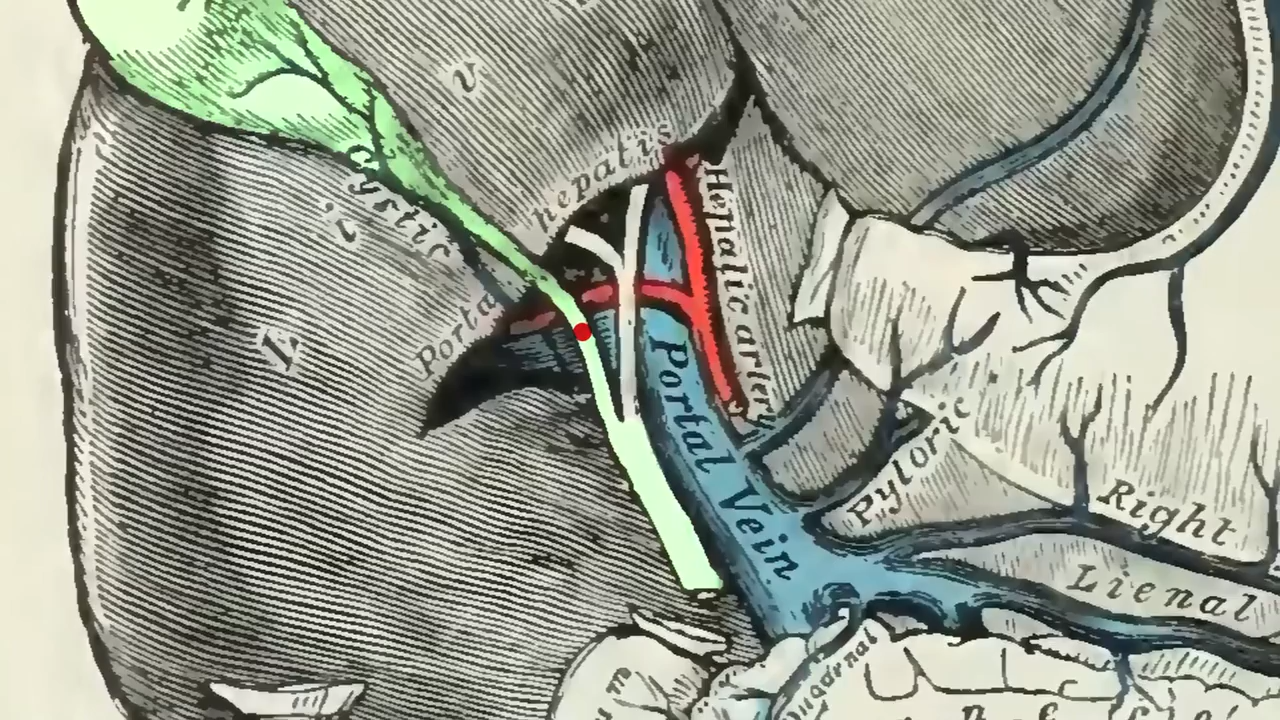 v
Cystic
i
L
Porta
hepatis
Hepatic artery
Portal Vein
Pyloric
Right
Lienal